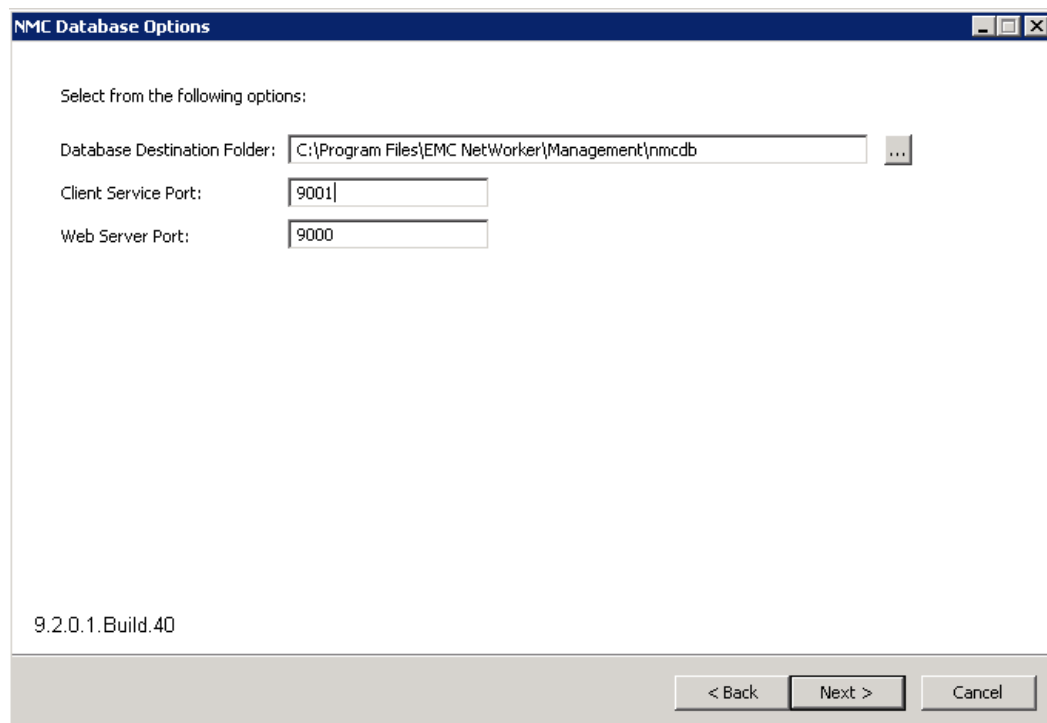 NMC Database Options
Select from the following options:
Database Destination Folder: C:\Program Files\EMC NetWorker\Management\nmcdb ...
Client Service Port: 9001
Web Server Port: 9000
9.2.0.1.Build.40
< Back Next > Cancel